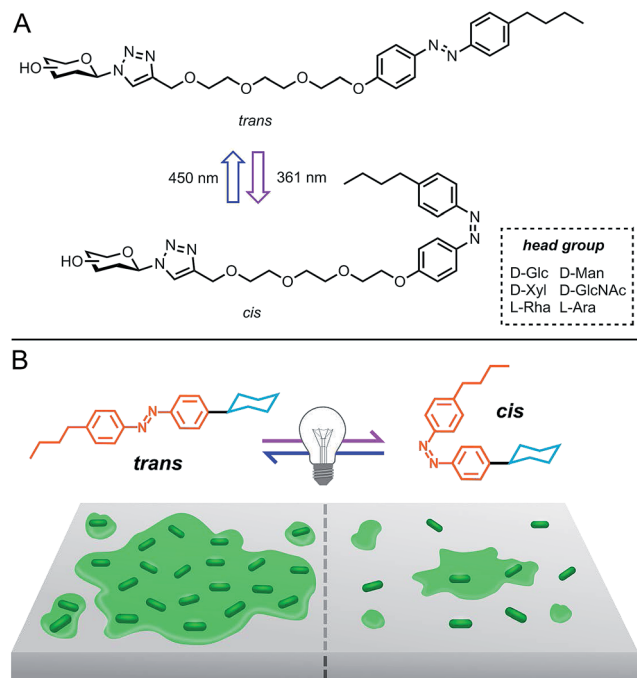 A
HO
O
N
N
N
O
O
O
O
N
N
trans
450 nm
361 nm
HO
O
N
N
N
O
O
O
O
N
N
cis
head group
D-Glc D-Man
D-Xyl D-GlcNAc
L-Rha L-Ara
B
N
N
trans
N
N
cis